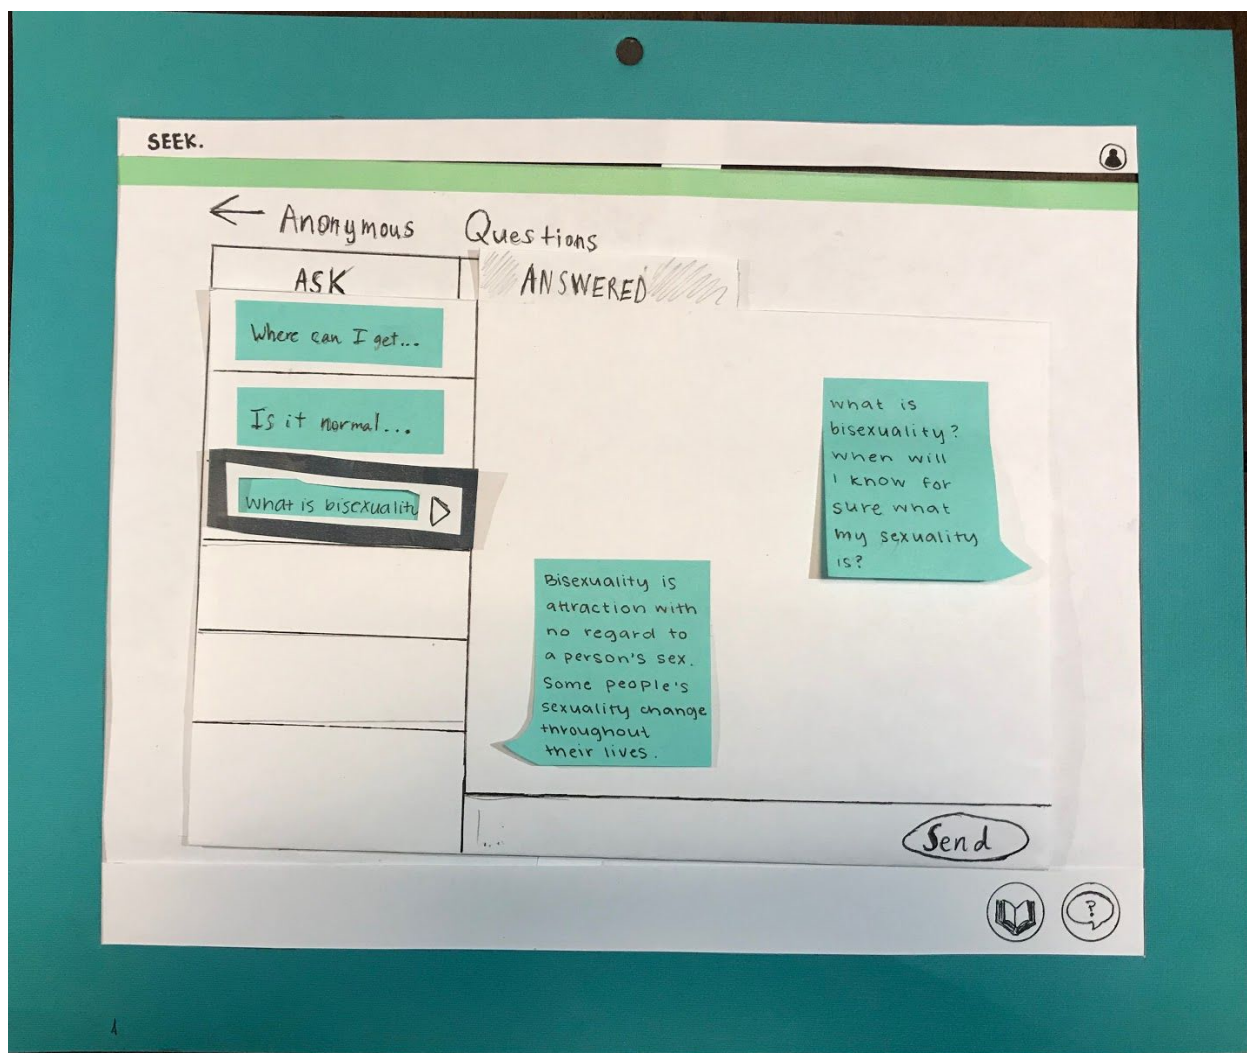 SEEK.
Anonymous Questions
ASK
ANSWERED
Where can I get...
Is it normal...
what is bisexuality
what is
bisexuality?
when will
I know for
sure what
my sexuality
is?
Bisexuality is
attraction with
no regard to
a person's sex.
Some people's
sexuality change
throughout
their lives.
...
Send
?